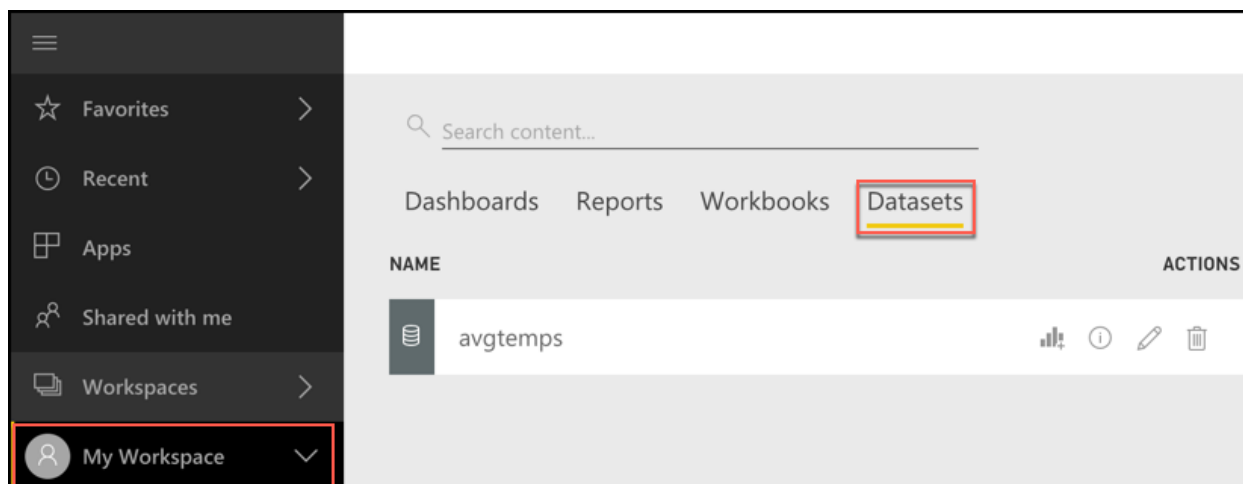 Favorites
Recent
Apps
Shared with me
Workspaces
My Workspace
Search content...
Dashboards Reports Workbooks Datasets
NAME ACTIONS
avgtemps